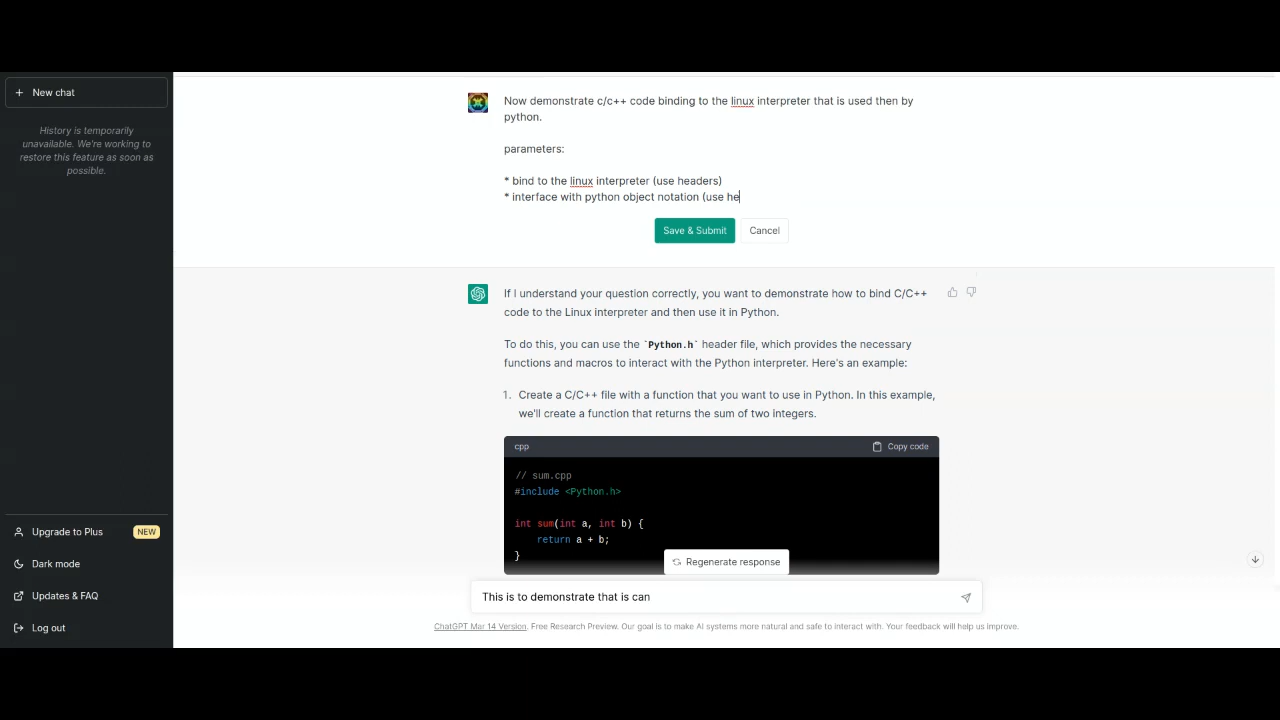 New chat
History is temporarily
unavailable. We're working to
restore this feature as soon as
possible.
Now demonstrate c/c++ code binding to the linux interpreter that is used then by
python.
parameters:
* bind to the linux interpreter (use headers)
* interface with python object notation (use he
Save & Submit
Cancel
If I understand your question correctly, you want to demonstrate how to bind C/C++
code to the Linux interpreter and then use it in Python.
To do this, you can use the `Python.h` header file, which provides the necessary
functions and macros to interact with the Python interpreter. Here's an example:
1. Create a C/C++ file with a function that you want to use in Python. In this example,
we'll create a function that returns the sum of two integers.
cpp
Copy code
// sum.cpp
#include <Python.h>
int sum(int a, int b) {
return a + b;
}
Regenerate response
Upgrade to Plus NEW
Dark mode
Updates & FAQ
Log out
This is to demonstrate that is can
ChatGPT Mar 14 Version. Free Research Preview. Our goal is to make AI systems more natural and safe to interact with. Your feedback will help us improve.